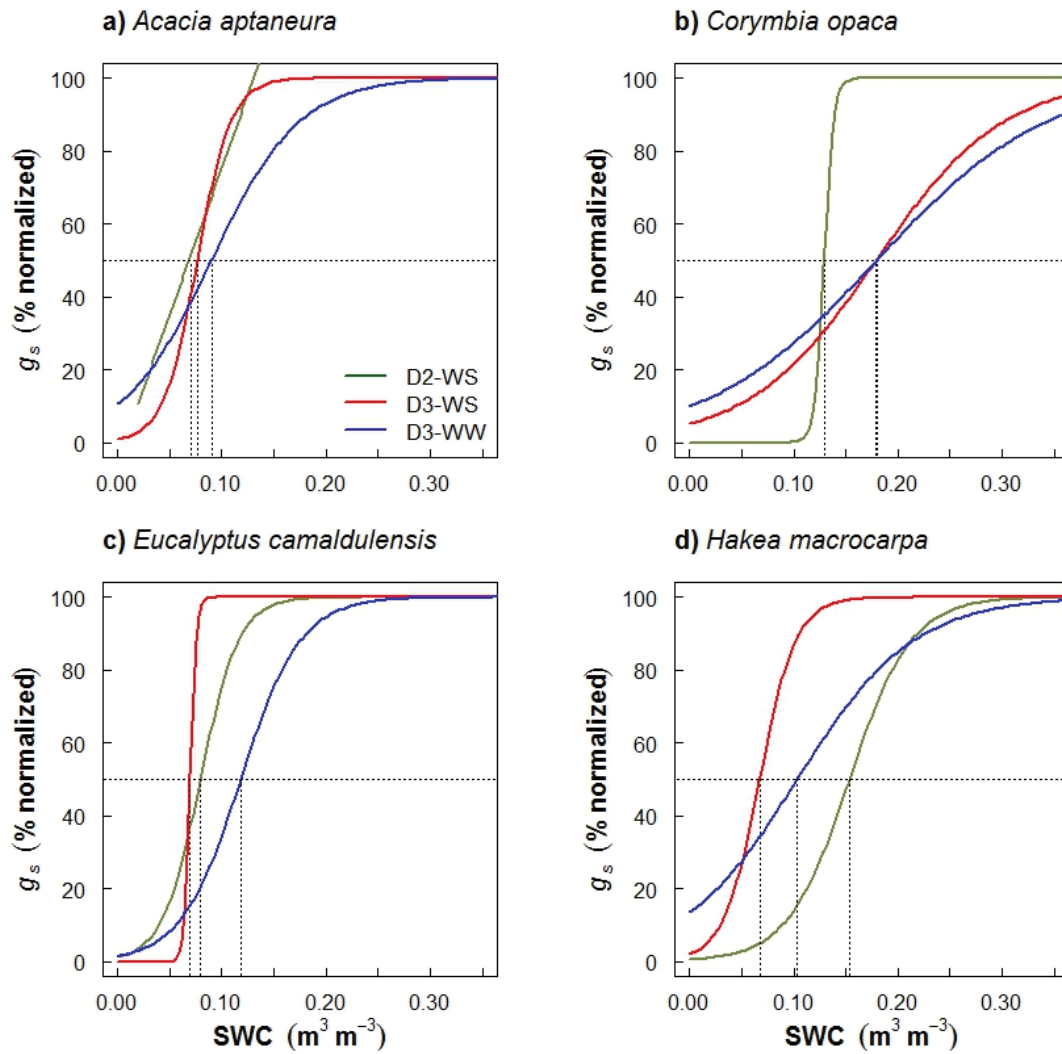 a) Acacia aptaneura
b) Corymbia opaca
100
80
60
40
20
0
gs (% normalized)
D2-WS
D3-WS
D3-WW
0.00 0.10 0.20 0.30
100
80
60
40
20
0
gs (% normalized)
0.00 0.10 0.20 0.30
c) Eucalyptus camaldulensis
d) Hakea macrocarpa
100
80
60
40
20
0
gs (% normalized)
0.00 0.10 0.20 0.30
SWC (m³ m⁻³)
100
80
60
40
20
0
gs (% normalized)
0.00 0.10 0.20 0.30
SWC (m³ m⁻³)